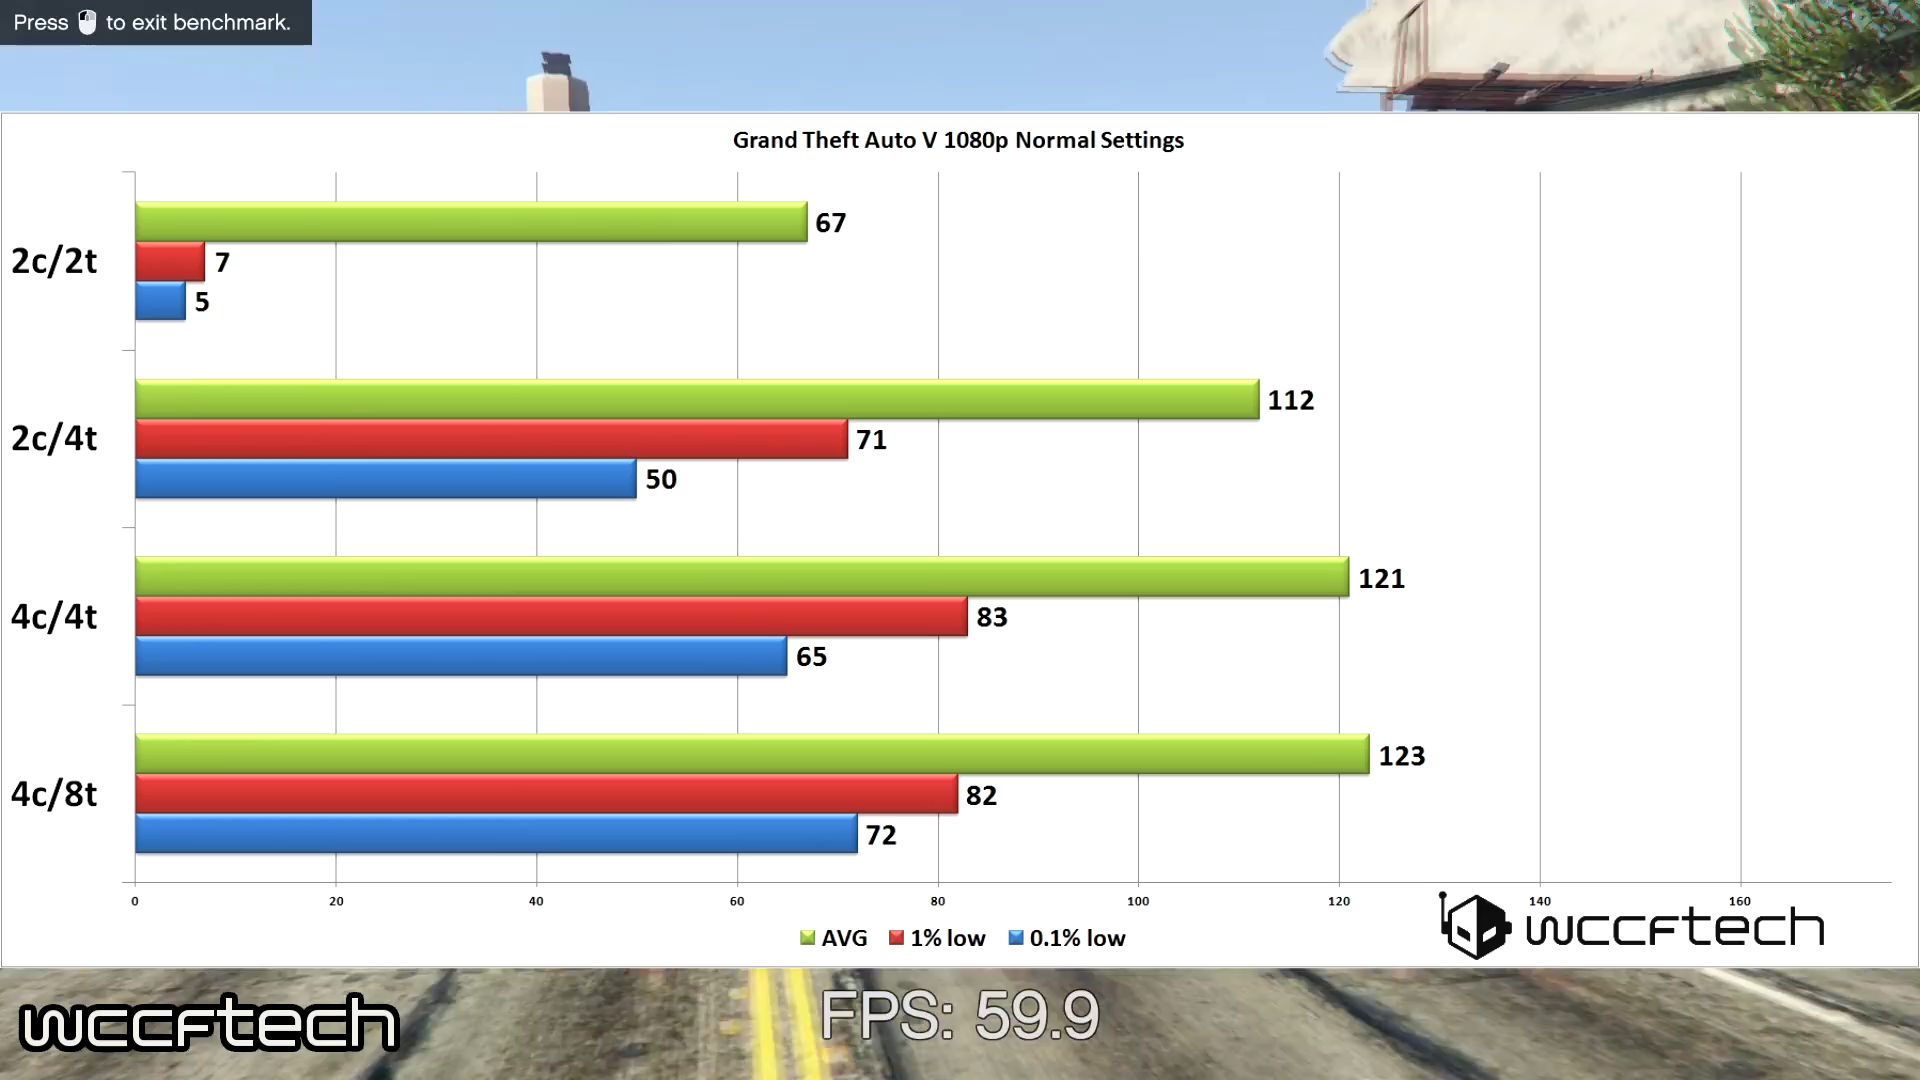 Press to exit benchmark.
Grand Theft Auto V 1080p Normal Settings
2c/2t
67
7
5
2c/4t
112
71
50
4c/4t
121
83
65
4c/8t
123
82
72
0 20 40 60 80 100 120 140 160
AVG 1% low 0.1% low
wccftech
wccftech
FPS: 59.9